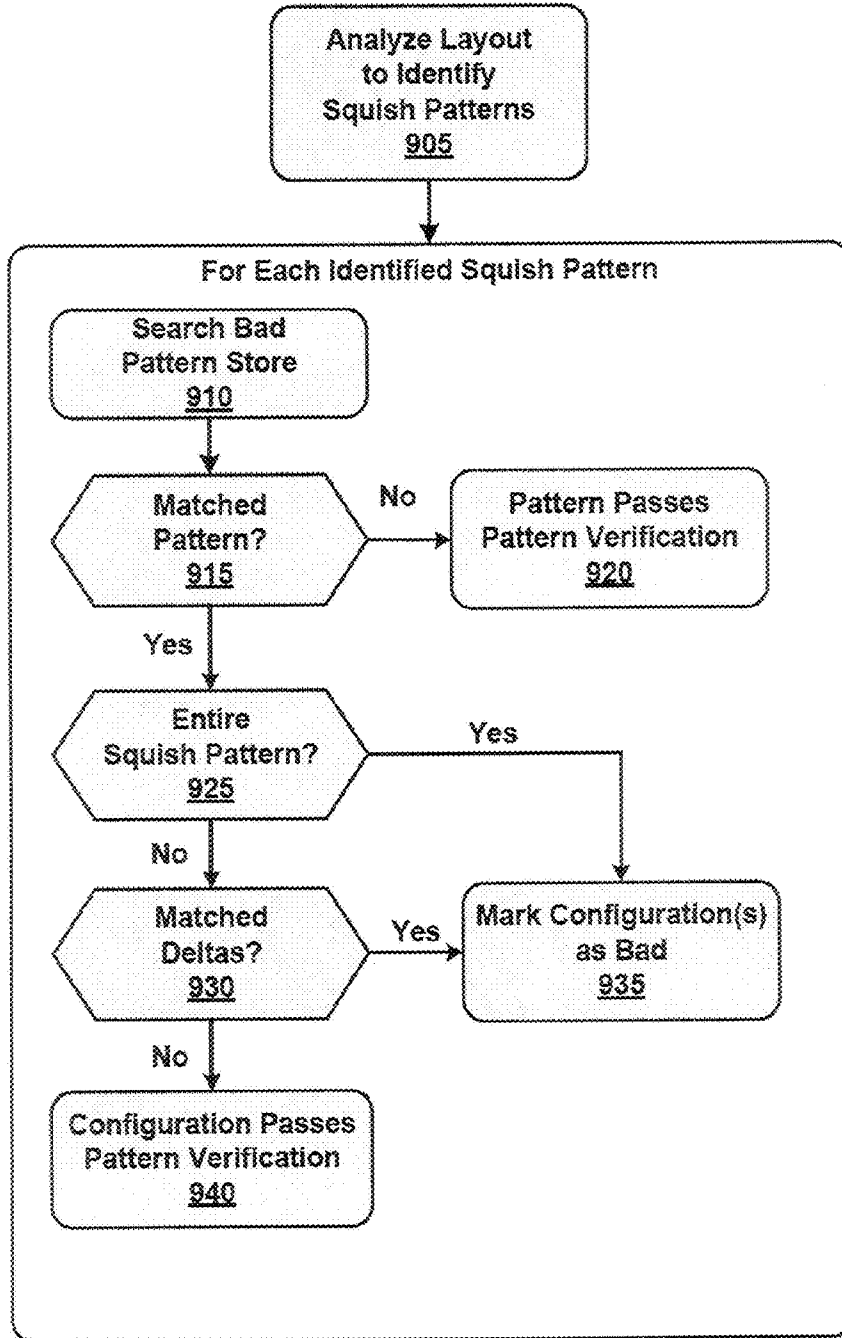 Analyze Layout
to Identify
Squish Patterns
905
For Each Identified Squish Pattern
Search Bad
Pattern Store
910
Matched
Pattern?
915
No
Pattern Passes
Pattern Verification
920
Yes
Entire
Squish Pattern?
925
Yes
No
Matched
Deltas?
930
Yes
Mark Configuration(s)
as Bad
935
No
Configuration Passes
Pattern Verification
940